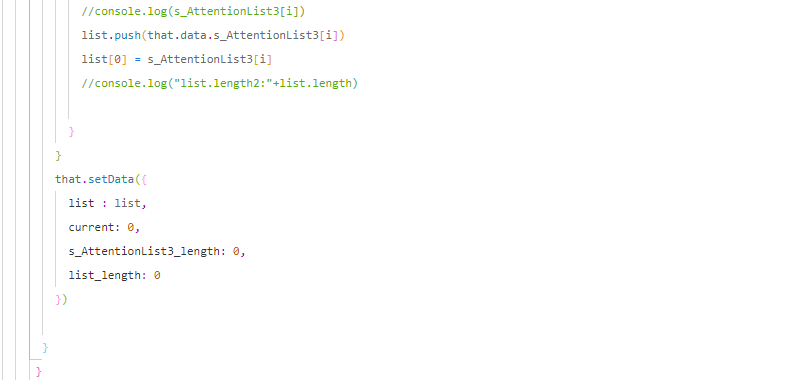 //console.log(s_AttentionList3[i])
list.push(that.data.s_AttentionList3[i])
list[0] = s_AttentionList3[i]
//console.log("list.length2:"+list.length)
}
}
that.setData({
list : list,
current: 0,
s_AttentionList3_length: 0,
list_length: 0
})
}
}